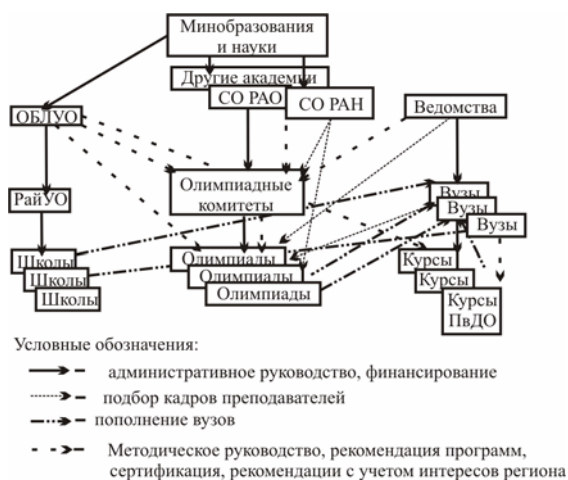 Минобразования
и науки
Другие академии
СО РАО
СО РАН
ОБЛУО
Ведомства
Олимпиадные
комитеты
РайУО
Вузы
Вузы
Вузы
Школы
Школы
Школы
Олимпиады
Олимпиады
Олимпиады
Курсы
Курсы
Курсы
ПвДО
Условные обозначения:
– административное руководство, финансирование
– подбор кадров преподавателей
– пополнение вузов
– Методическое руководство, рекомендация программ,
сертификация, рекомендации с учетом интересов региона